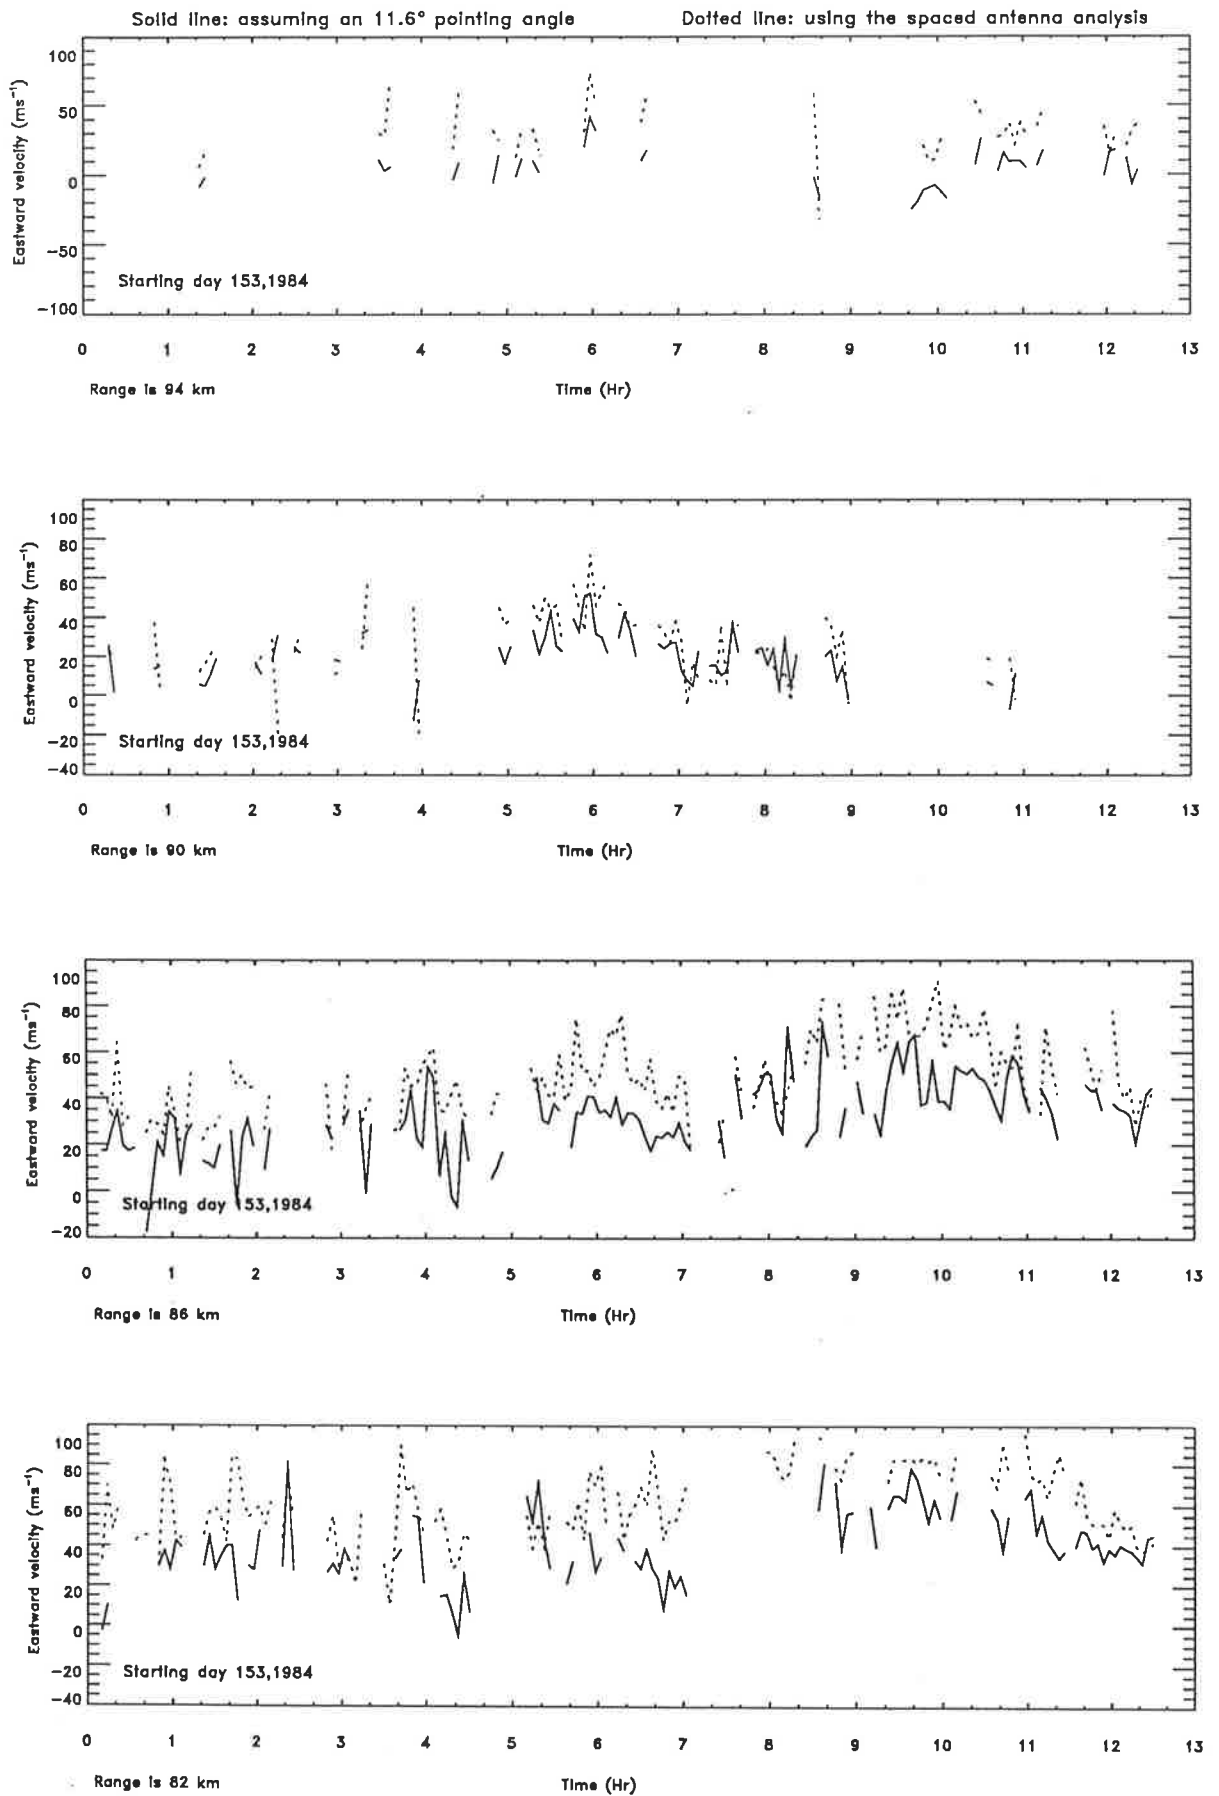 Solid line: assuming an 11.6° pointing angle Dotted line: using the spaced antenna analysis
Eastward velocity (ms⁻¹)
100
50
0
−50
−100
Starting day 153,1984
0 1 2 3 4 5 6 7 8 9 10 11 12 13
Range is 94 km Time (Hr)
Eastward velocity (ms⁻¹)
100
80
60
40
20
0
−20
−40
Starting day 153,1984
0 1 2 3 4 5 6 7 8 9 10 11 12 13
Range is 90 km Time (Hr)
Eastward velocity (ms⁻¹)
100
80
60
40
20
0
−20
Starting day 153,1984
0 1 2 3 4 5 6 7 8 9 10 11 12 13
Range is 86 km Time (Hr)
Eastward velocity (ms⁻¹)
100
80
60
40
20
0
−20
−40
Starting day 153,1984
0 1 2 3 4 5 6 7 8 9 10 11 12 13
Range is 82 km Time (Hr)